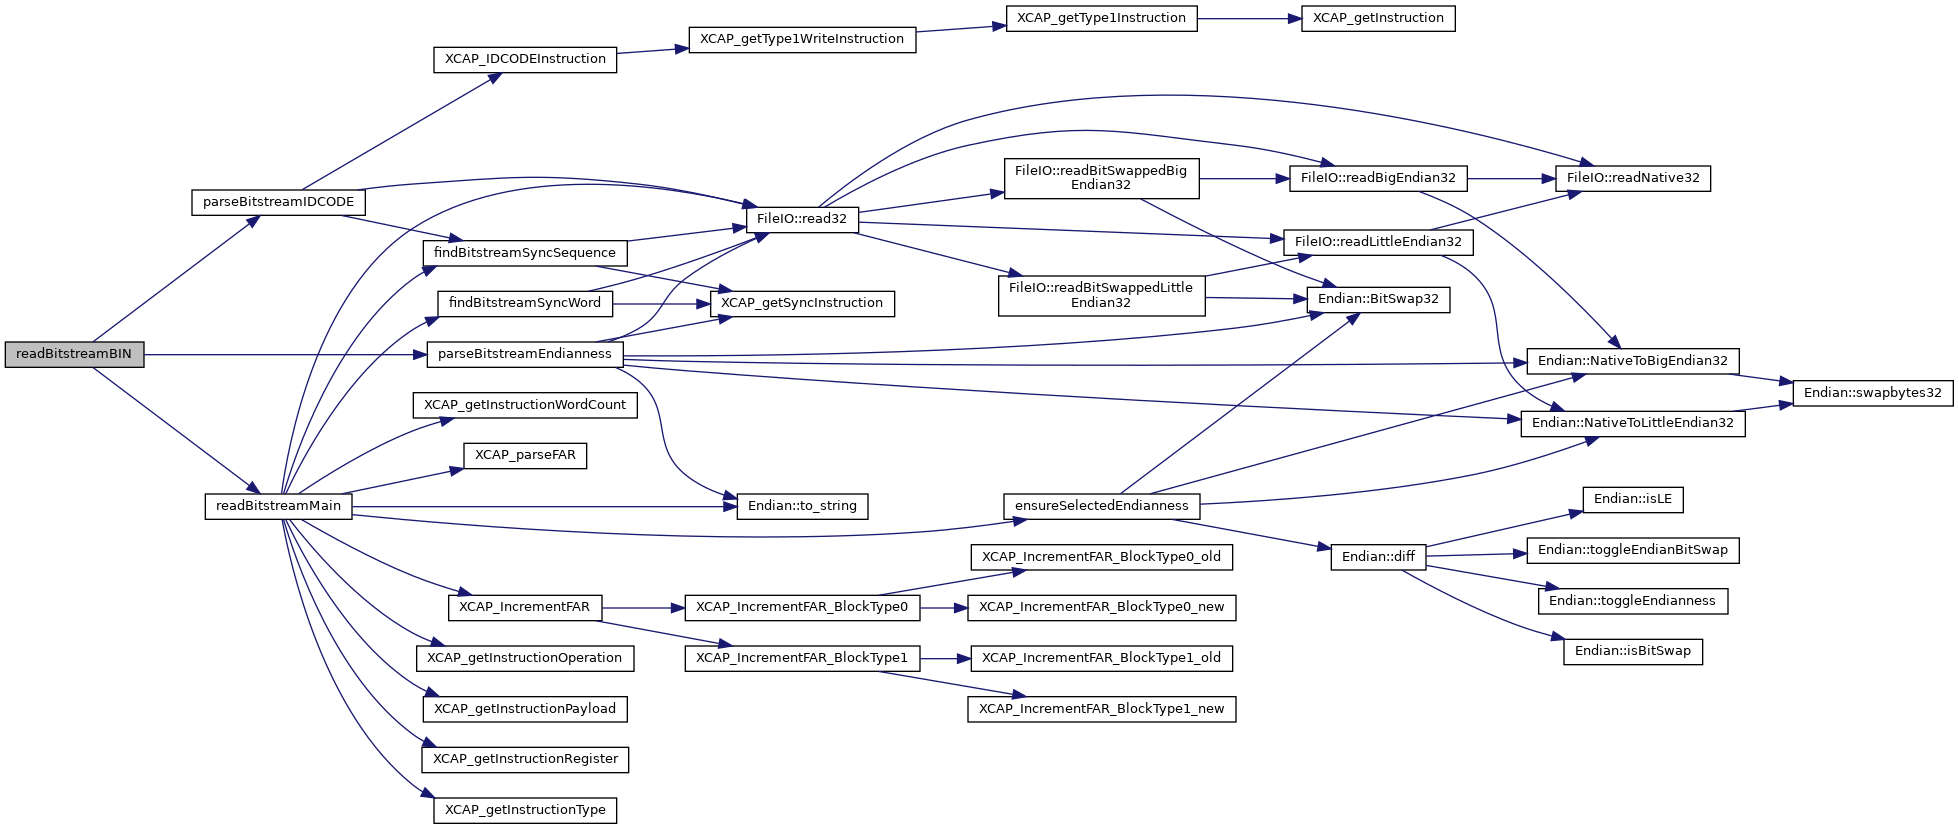 XCAP_getType1Instruction
XCAP_getInstruction
XCAP_getType1WriteInstruction
XCAP_IDCODEInstruction
FileIO::readBitSwappedBig
Endian32
FileIO::readBigEndian32
FileIO::readNative32
parseBitstreamIDCODE
FileIO::read32
FileIO::readLittleEndian32
findBitstreamSyncSequence
FileIO::readBitSwappedLittle
Endian32
Endian::BitSwap32
findBitstreamSyncWord
XCAP_getSyncInstruction
readBitstreamBIN
parseBitstreamEndianness
Endian::NativeToBigEndian32
Endian::swapbytes32
XCAP_getInstructionWordCount
Endian::NativeToLittleEndian32
XCAP_parseFAR
Endian::isLE
readBitstreamMain
Endian::to_string
ensureSelectedEndianness
XCAP_IncrementFAR_BlockType0_old
Endian::diff
Endian::toggleEndianBitSwap
XCAP_IncrementFAR
XCAP_IncrementFAR_BlockType0
XCAP_IncrementFAR_BlockType0_new
Endian::toggleEndianness
XCAP_getInstructionOperation
XCAP_IncrementFAR_BlockType1
XCAP_IncrementFAR_BlockType1_old
Endian::isBitSwap
XCAP_getInstructionPayload
XCAP_IncrementFAR_BlockType1_new
XCAP_getInstructionRegister
XCAP_getInstructionType